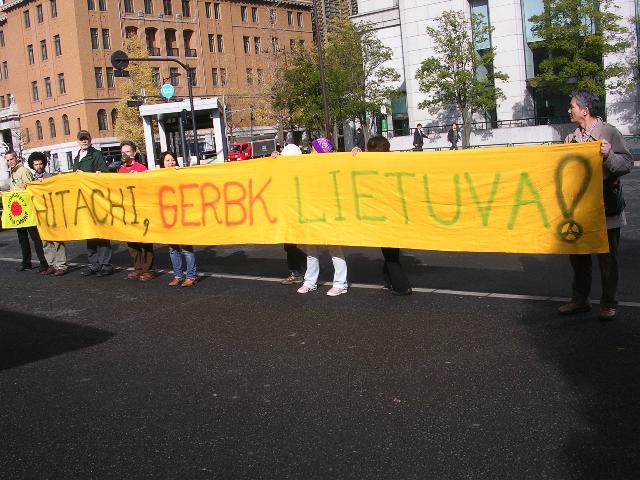 HITACHI, GERBK LIETUVA!